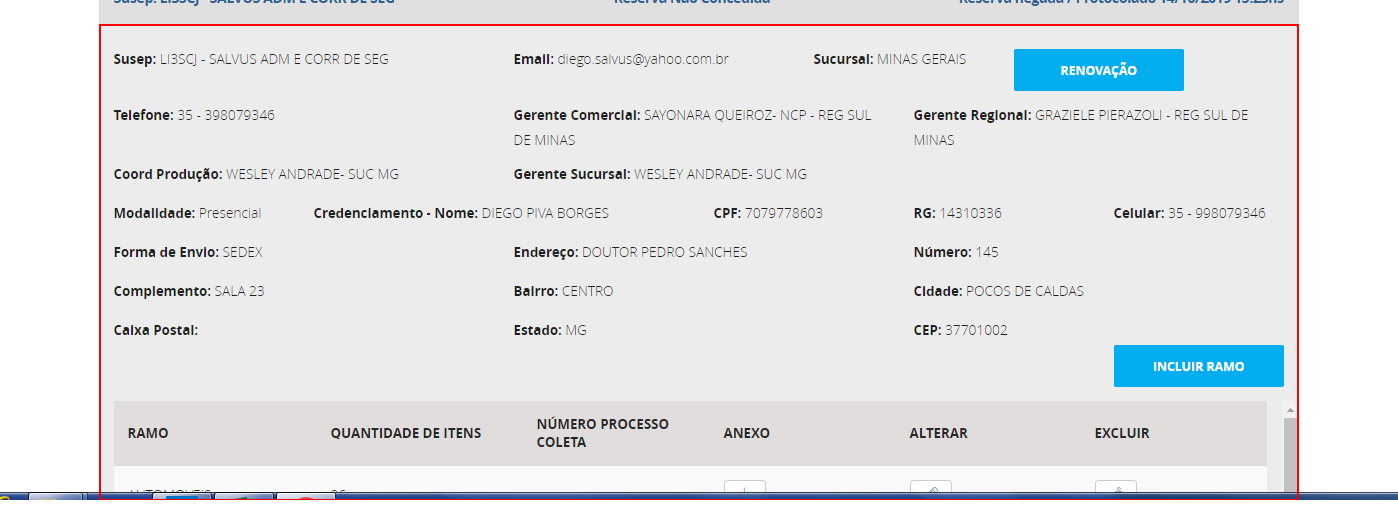 Susep: LI3SCJ - SALVUS ADM E CORR DE SEG Reserva Não Concedida Reserva Negada / Protocolado 14/10/2019 15:23hs
Susep: LI3SCJ - SALVUS ADM E CORR DE SEG Email: diego.salvus@yahoo.com.br Sucursal: MINAS GERAIS RENOVAÇÃO
Telefone: 35 - 398079346 Gerente Comercial: SAYONARA QUEIROZ- NCP - REG SUL Gerente Regional: GRAZIELE PIERAZOLI - REG SUL DE
DE MINAS MINAS
Coord Produção: WESLEY ANDRADE- SUC MG Gerente Sucursal: WESLEY ANDRADE- SUC MG
Modalidade: Presencial Credenciamento - Nome: DIEGO PIVA BORGES CPF: 7079778603 RG: 14310336 Celular: 35 - 998079346
Forma de Envio: SEDEX Endereço: DOUTOR PEDRO SANCHES Número: 145
Complemento: SALA 23 Bairro: CENTRO Cidade: POCOS DE CALDAS
Caixa Postal: Estado: MG CEP: 37701002
INCLUIR RAMO
RAMO QUANTIDADE DE ITENS NÚMERO PROCESSO COLETA ANEXO ALTERAR EXCLUIR
AUTOMOVEIS